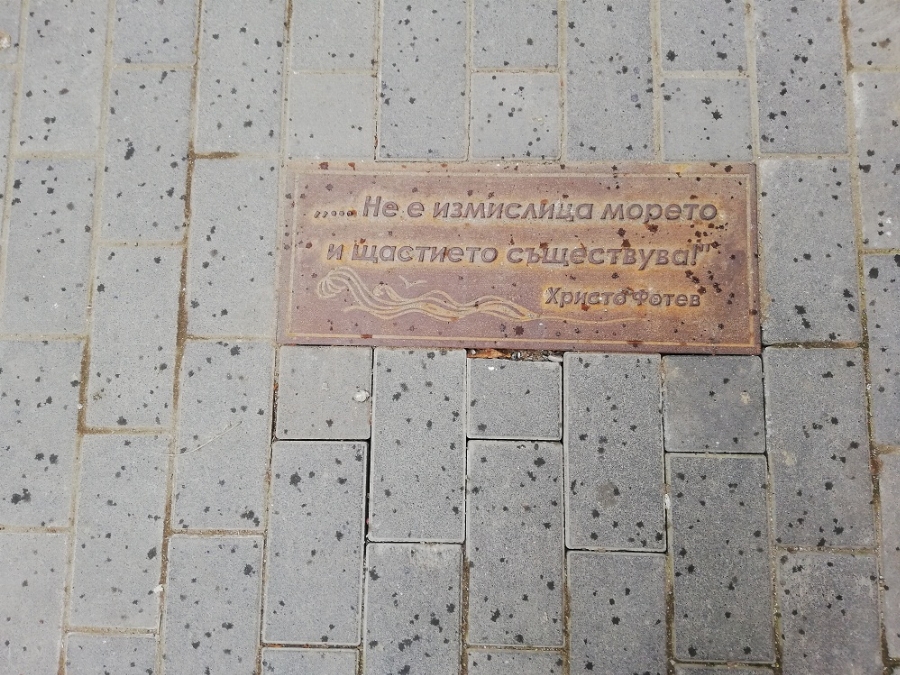 „... Не е измислица морето
и щастието съществува!"
Христо Фотев